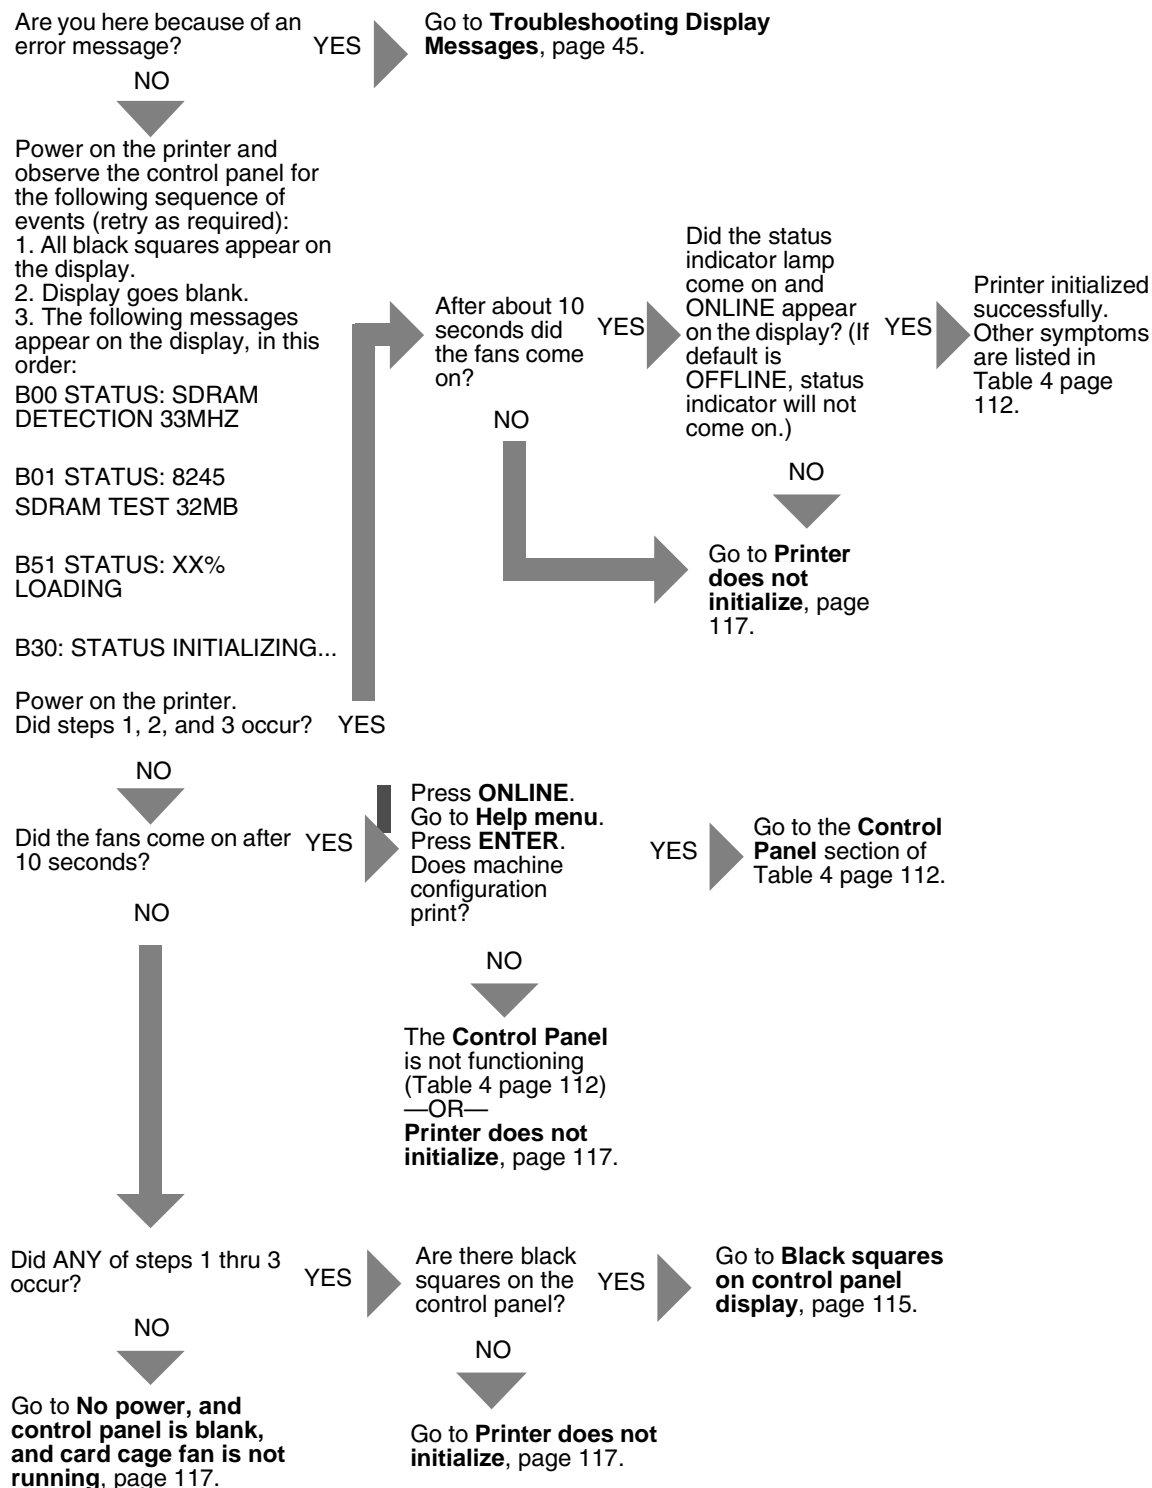 Are you here because of an
error message?
YES
Go to Troubleshooting Display
Messages, page 45.
NO
Power on the printer and
observe the control panel for
the following sequence of
events (retry as required):
1. All black squares appear on
the display.
2. Display goes blank.
3. The following messages
appear on the display, in this
order:
B00 STATUS: SDRAM
DETECTION 33MHZ
B01 STATUS: 8245
SDRAM TEST 32MB
B51 STATUS: XX%
LOADING
B30: STATUS INITIALIZING...
Power on the printer.
Did steps 1, 2, and 3 occur?
YES
After about 10
seconds did
the fans come
on?
YES
Did the status
indicator lamp
come on and
ONLINE appear
on the display? (If
default is
OFFLINE, status
indicator will not
come on.)
YES
Printer initialized
successfully.
Other symptoms
are listed in
Table 4 page
112.
NO
NO
Go to Printer
does not
initialize, page
117.
NO
Did the fans come on after
10 seconds?
YES
Press ONLINE.
Go to Help menu.
Press ENTER.
Does machine
configuration
print?
YES
Go to the Control
Panel section of
Table 4 page 112.
NO
NO
The Control Panel
is not functioning
(Table 4 page 112)
—OR—
Printer does not
initialize, page 117.
Did ANY of steps 1 thru 3
occur?
YES
Are there black
squares on the
control panel?
YES
Go to Black squares
on control panel
display, page 115.
NO
NO
Go to No power, and
control panel is blank,
and card cage fan is not
running, page 117.
Go to Printer does not
initialize, page 117.